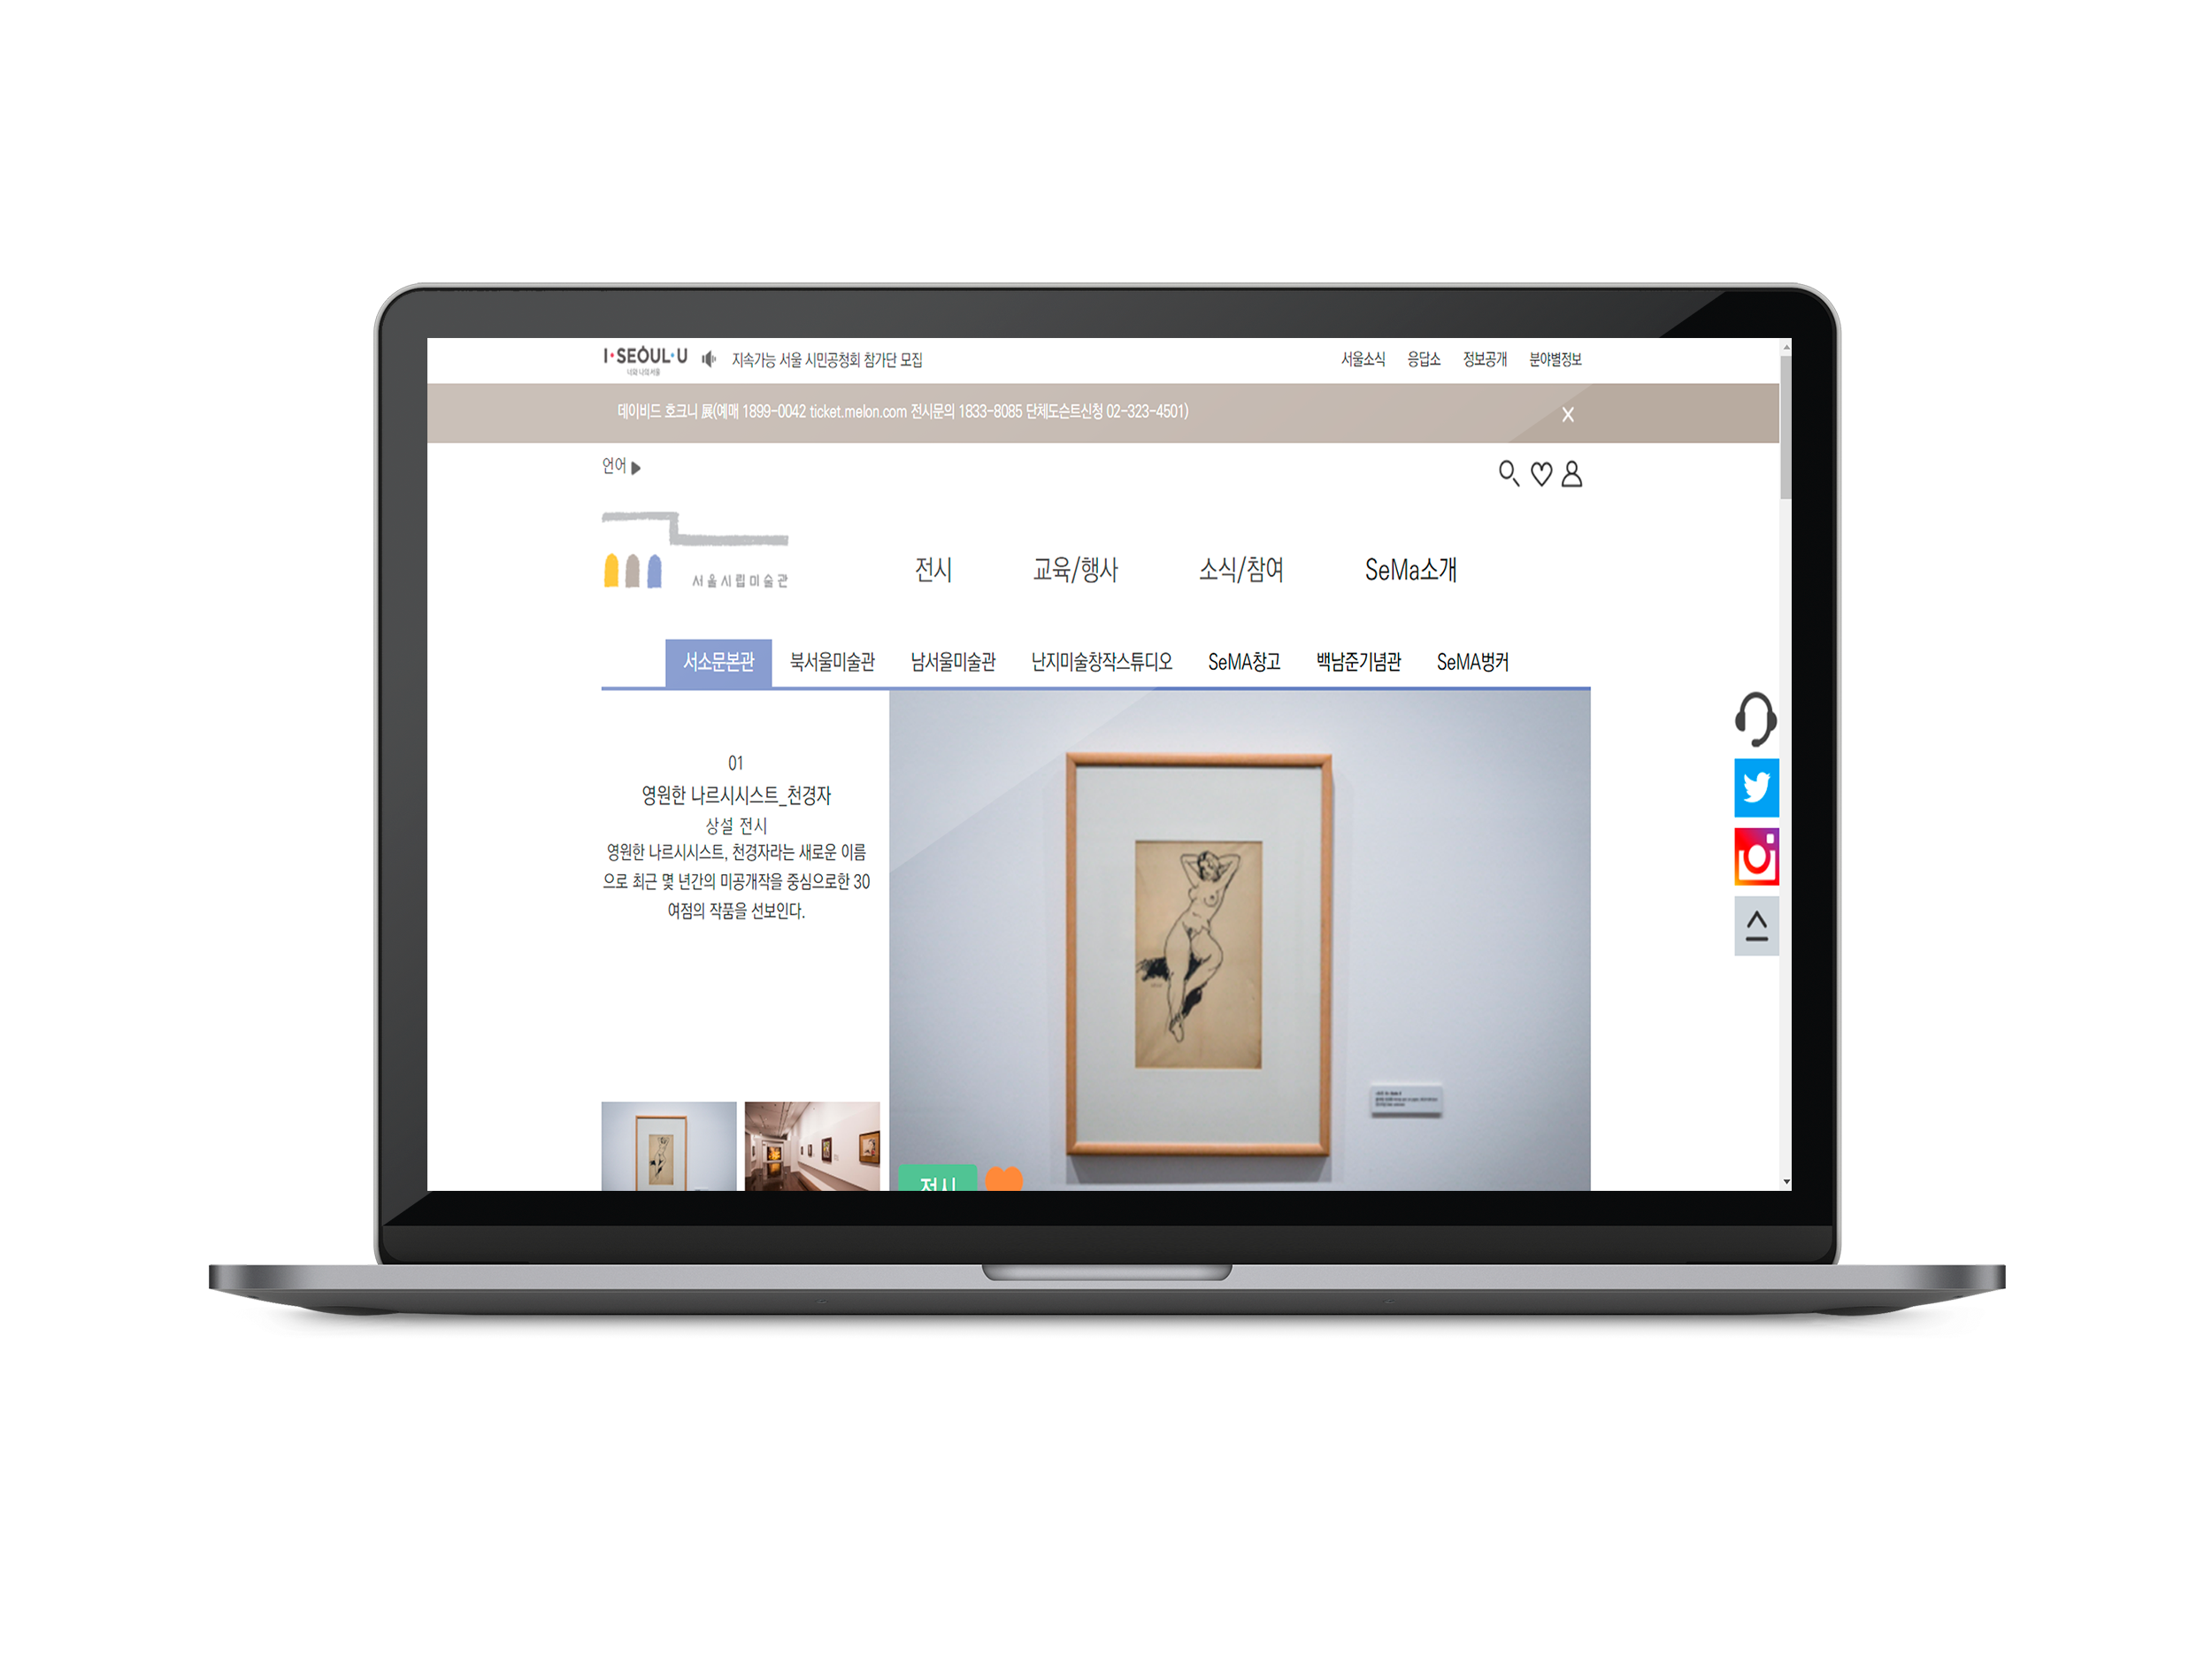 I·SEOUL·U
너와 나의 서울
지속가능 서울 시민공청회 참가단 모집
서울소식 응답소 정보공개 분야별정보
데이비드 호크니 展(예매 1899-0042 ticket.melon.com 전시문의 1833-8085 단체도슨트신청 02-323-4501)
X
언어
서울시립미술관
전시 교육/행사 소식/참여 SeMa소개
서소문본관 북서울미술관 남서울미술관 난지미술창작스튜디오 SeMA창고 백남준기념관 SeMA벙커
01
영원한 나르시시스트_천경자
상설 전시
영원한 나르시시스트, 천경자라는 새로운 이름
으로 최근 몇 년간의 미공개작을 중심으로한 30
여점의 작품을 선보인다.
전시